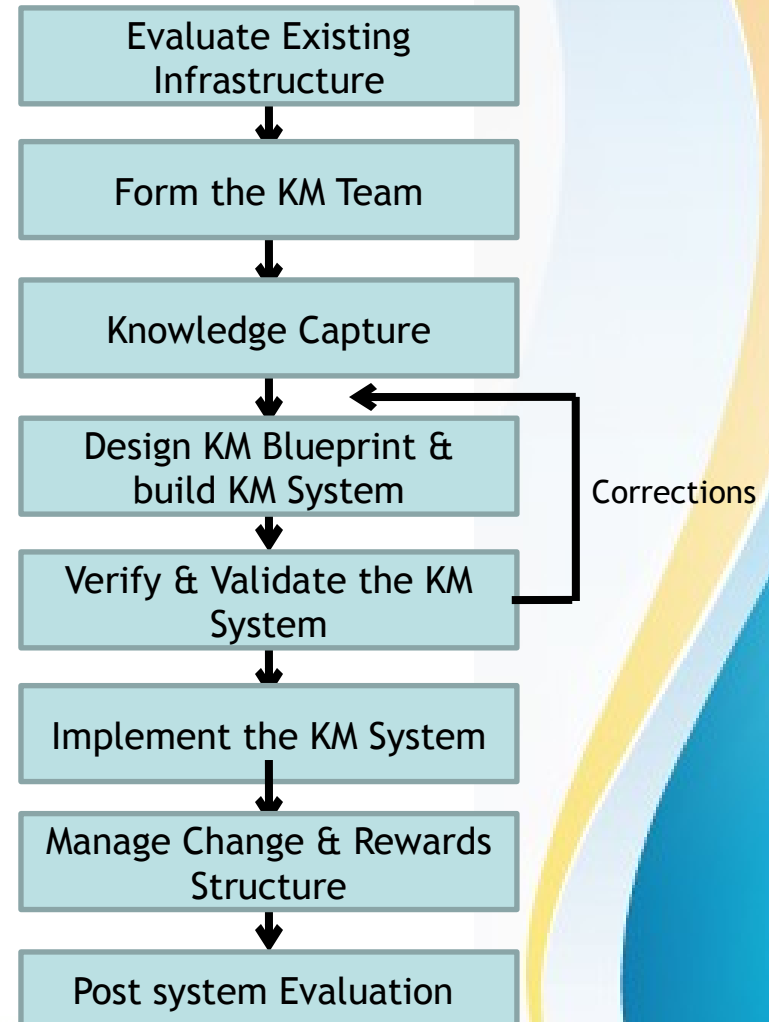 Evaluate Existing
Infrastructure
Form the KM Team
Knowledge Capture
Design KM Blueprint &
build KM System
Corrections
Verify & Validate the KM
System
Implement the KM System
Manage Change & Rewards
Structure
Post system Evaluation